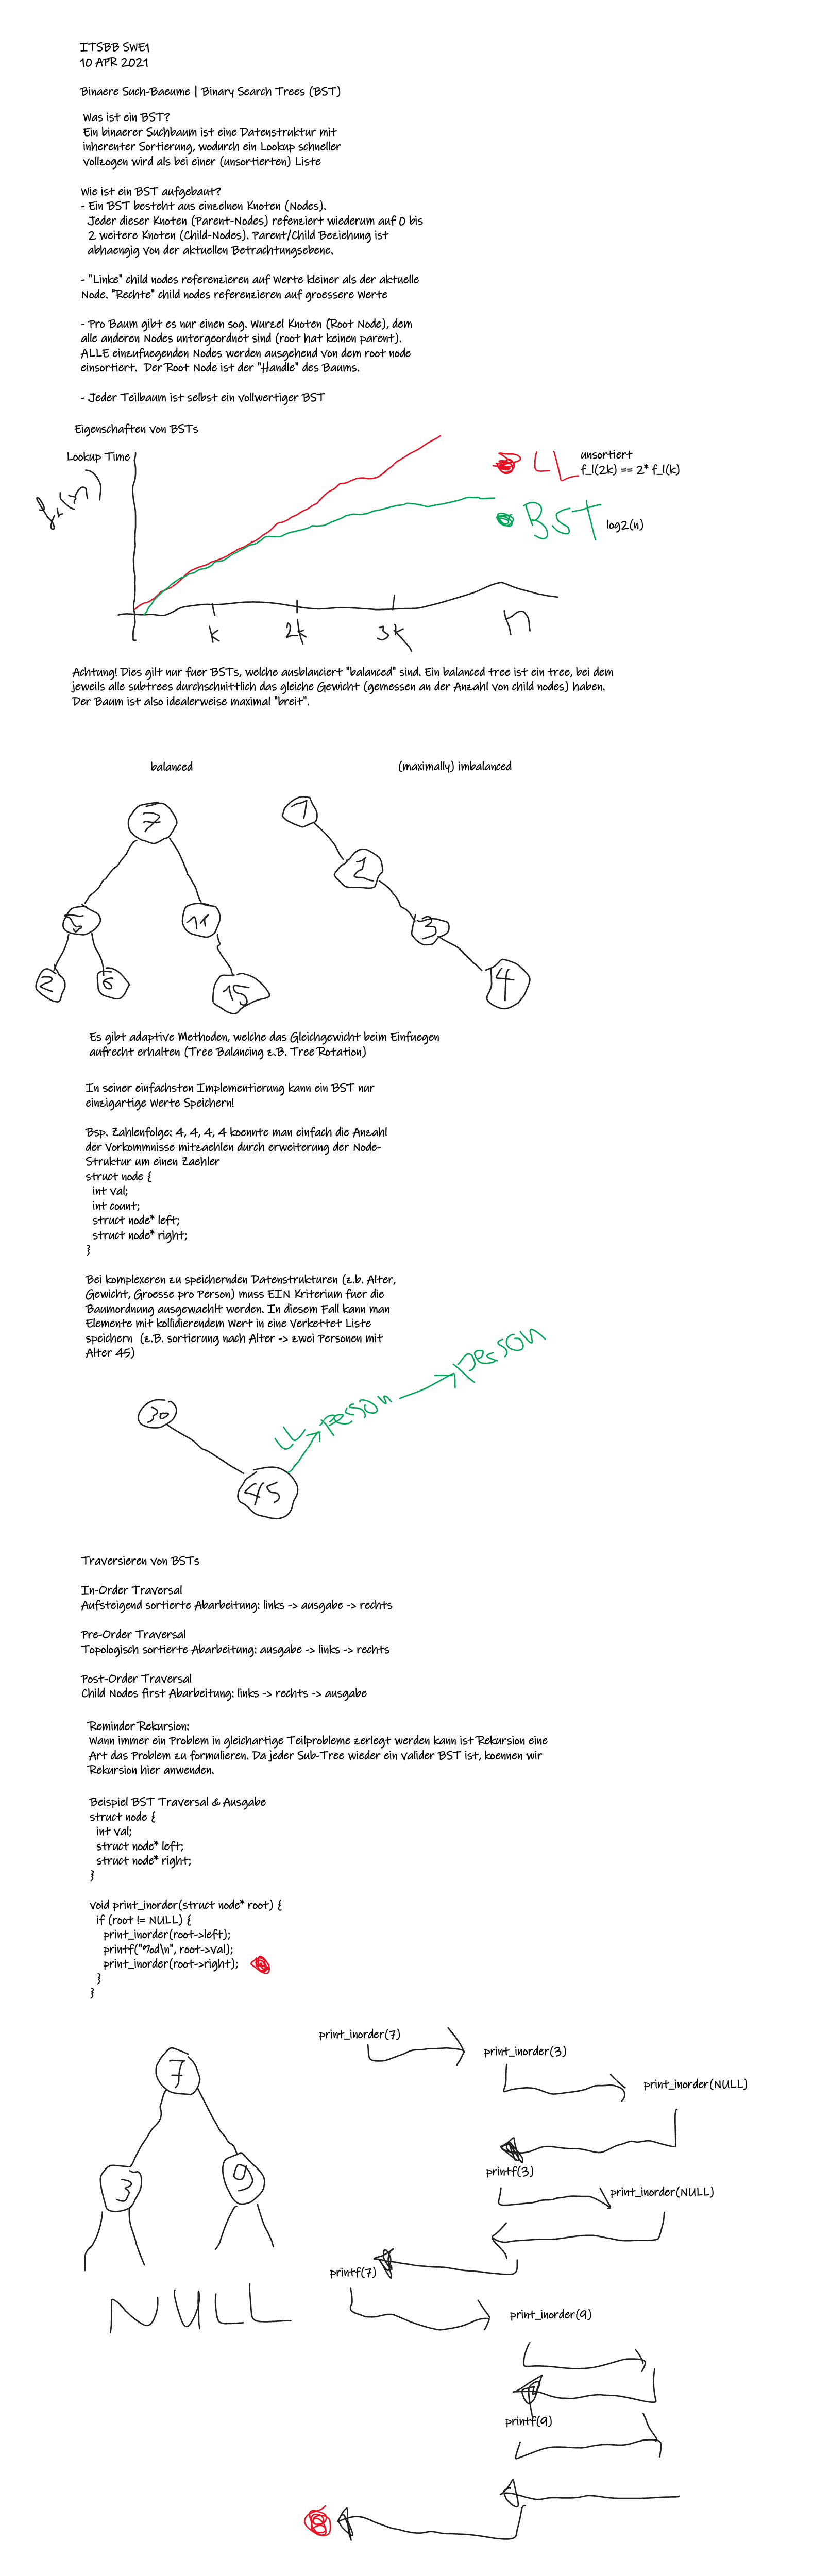 ITSBB SWE1
10 APR 2021
Binaere Such-Baeume | Binary Search Trees (BST)
Was ist ein BST?
Ein binaerer Suchbaum ist eine Datenstruktur mit
inherenter Sortierung, wodurch ein Lookup schneller
vollzogen wird als bei einer (unsortierten) Liste
Wie ist ein BST aufgebaut?
- Ein BST besteht aus einzelnen Knoten (Nodes).
Jeder dieser Knoten (Parent-Nodes) refenziert wiederum auf 0 bis
2 weitere Knoten (Child-Nodes). Parent/Child Beziehung ist
abhaengig von der aktuellen Betrachtungsebene.
- "Linke" child nodes referenzieren auf Werte kleiner als der aktuelle
Node. "Rechte" child nodes referenzieren auf groessere Werte
- Pro Baum gibt es nur einen sog. Wurzel Knoten (Root Node), dem
alle anderen Nodes untergeordnet sind (root hat keinen parent).
ALLE einzufuegenden Nodes werden ausgehend von dem root node
einsortiert. Der Root Node ist der "Handle" des Baums.
- Jeder Teilbaum ist selbst ein vollwertiger BST
Eigenschaften von BSTs
Lookup Time
f_L(n)
LL
unsortiert
f_l(2k) == 2* f_l(k)
BST
log2(n)
k
2k
3k
n
Achtung! Dies gilt nur fuer BSTs, welche ausblanciert "balanced" sind. Ein balanced tree ist ein tree, bei dem
jeweils alle subtrees durchschnittlich das gleiche Gewicht (gemessen an der Anzahl von child nodes) haben.
Der Baum ist also idealerweise maximal "breit".
balanced
(maximally) imbalanced
7
5
11
2
6
15
1
2
3
4
Es gibt adaptive Methoden, welche das Gleichgewicht beim Einfuegen
aufrecht erhalten (Tree Balancing z.B. Tree Rotation)
In seiner einfachsten Implementierung kann ein BST nur
einzigartige Werte Speichern!
Bsp. Zahlenfolge: 4, 4, 4, 4 koennte man einfach die Anzahl
der Vorkommnisse mitzaehlen durch erweiterung der Node-
Struktur um einen Zaehler
struct node {
int val;
int count;
struct node* left;
struct node* right;
}
Bei komplexeren zu speichernden Datenstrukturen (z.b. Alter,
Gewicht, Groesse pro Person) muss EIN Kriterium fuer die
Baumordnung ausgewaehlt werden. In diesem Fall kann man
Elemente mit kollidierendem Wert in eine Verkettet Liste
speichern (z.B. sortierung nach Alter -> zwei Personen mit
Alter 45)
30
45
LL
person
person
Traversieren von BSTs
In-Order Traversal
Aufsteigend sortierte Abarbeitung: links -> ausgabe -> rechts
Pre-Order Traversal
Topologisch sortierte Abarbeitung: ausgabe -> links -> rechts
Post-Order Traversal
Child Nodes first Abarbeitung: links -> rechts -> ausgabe
Reminder Rekursion:
Wann immer ein Problem in gleichartige Teilprobleme zerlegt werden kann ist Rekursion eine
Art das Problem zu formulieren. Da jeder Sub-Tree wieder ein valider BST ist, koennen wir
Rekursion hier anwenden.
Beispiel BST Traversal & Ausgabe
struct node {
int val;
struct node* left;
struct node* right;
}
void print_inorder(struct node* root) {
if (root != NULL) {
print_inorder(root->left);
printf("%d\n", root->val);
print_inorder(root->right);
}
}
7
3
9
NULL
print_inorder(7)
print_inorder(3)
print_inorder(NULL)
printf(3)
print_inorder(NULL)
printf(7)
print_inorder(9)
printf(9)